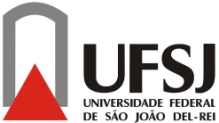 UFSJ
UNIVERSIDADE FEDERAL
DE SÃO JOÃO DEL-REI